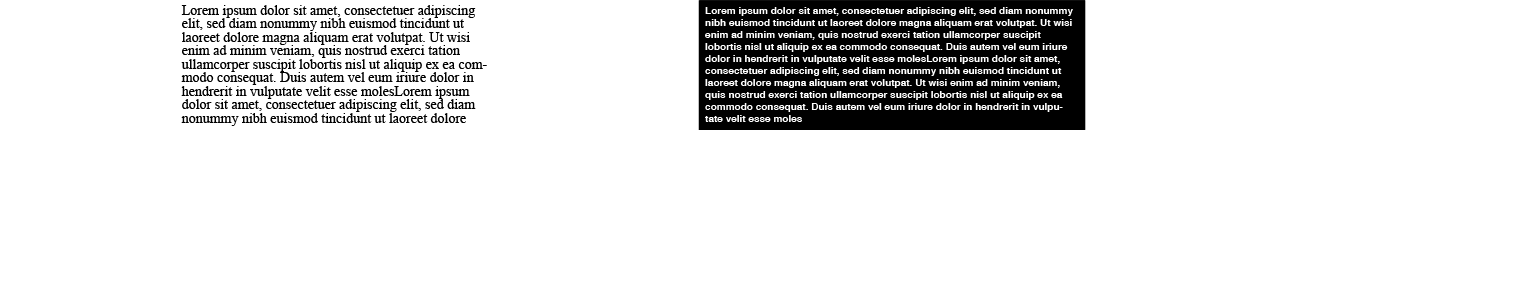 Lorem ipsum dolor sit amet, consectetuer adipiscing
elit, sed diam nonummy nibh euismod tincidunt ut
laoreet dolore magna aliquam erat volutpat. Ut wisi
enim ad minim veniam, quis nostrud exerci tation
ullamcorper suscipit lobortis nisl ut aliquip ex ea com-
modo consequat. Duis autem vel eum iriure dolor in
hendrerit in vulputate velit esse molesLorem ipsum
dolor sit amet, consectetuer adipiscing elit, sed diam
nonummy nibh euismod tincidunt ut laoreet dolore
Lorem ipsum dolor sit amet, consectetuer adipiscing elit, sed diam nonummy
nibh euismod tincidunt ut laoreet dolore magna aliquam erat volutpat. Ut wisi
enim ad minim veniam, quis nostrud exerci tation ullamcorper suscipit
lobortis nisl ut aliquip ex ea commodo consequat. Duis autem vel eum iriure
dolor in hendrerit in vulputate velit esse molesLorem ipsum dolor sit amet,
consectetuer adipiscing elit, sed diam nonummy nibh euismod tincidunt ut
laoreet dolore magna aliquam erat volutpat. Ut wisi enim ad minim veniam,
quis nostrud exerci tation ullamcorper suscipit lobortis nisl ut aliquip ex ea
commodo consequat. Duis autem vel eum iriure dolor in hendrerit in vulpu-
tate velit esse moles